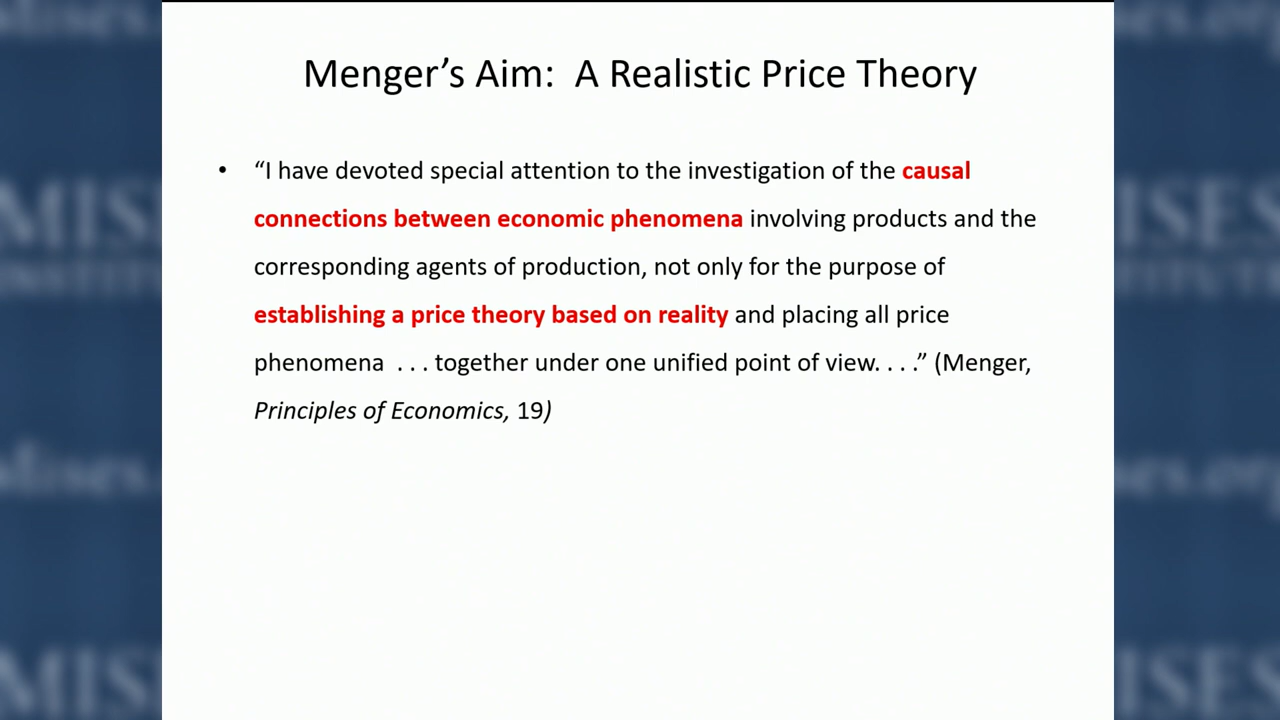 Menger’s Aim:  A Realistic Price Theory
• “I have devoted special attention to the investigation of the causal
connections between economic phenomena involving products and the
corresponding agents of production, not only for the purpose of
establishing a price theory based on reality and placing all price
phenomena  . . . together under one unified point of view. . . .” (Menger,
Principles of Economics, 19)